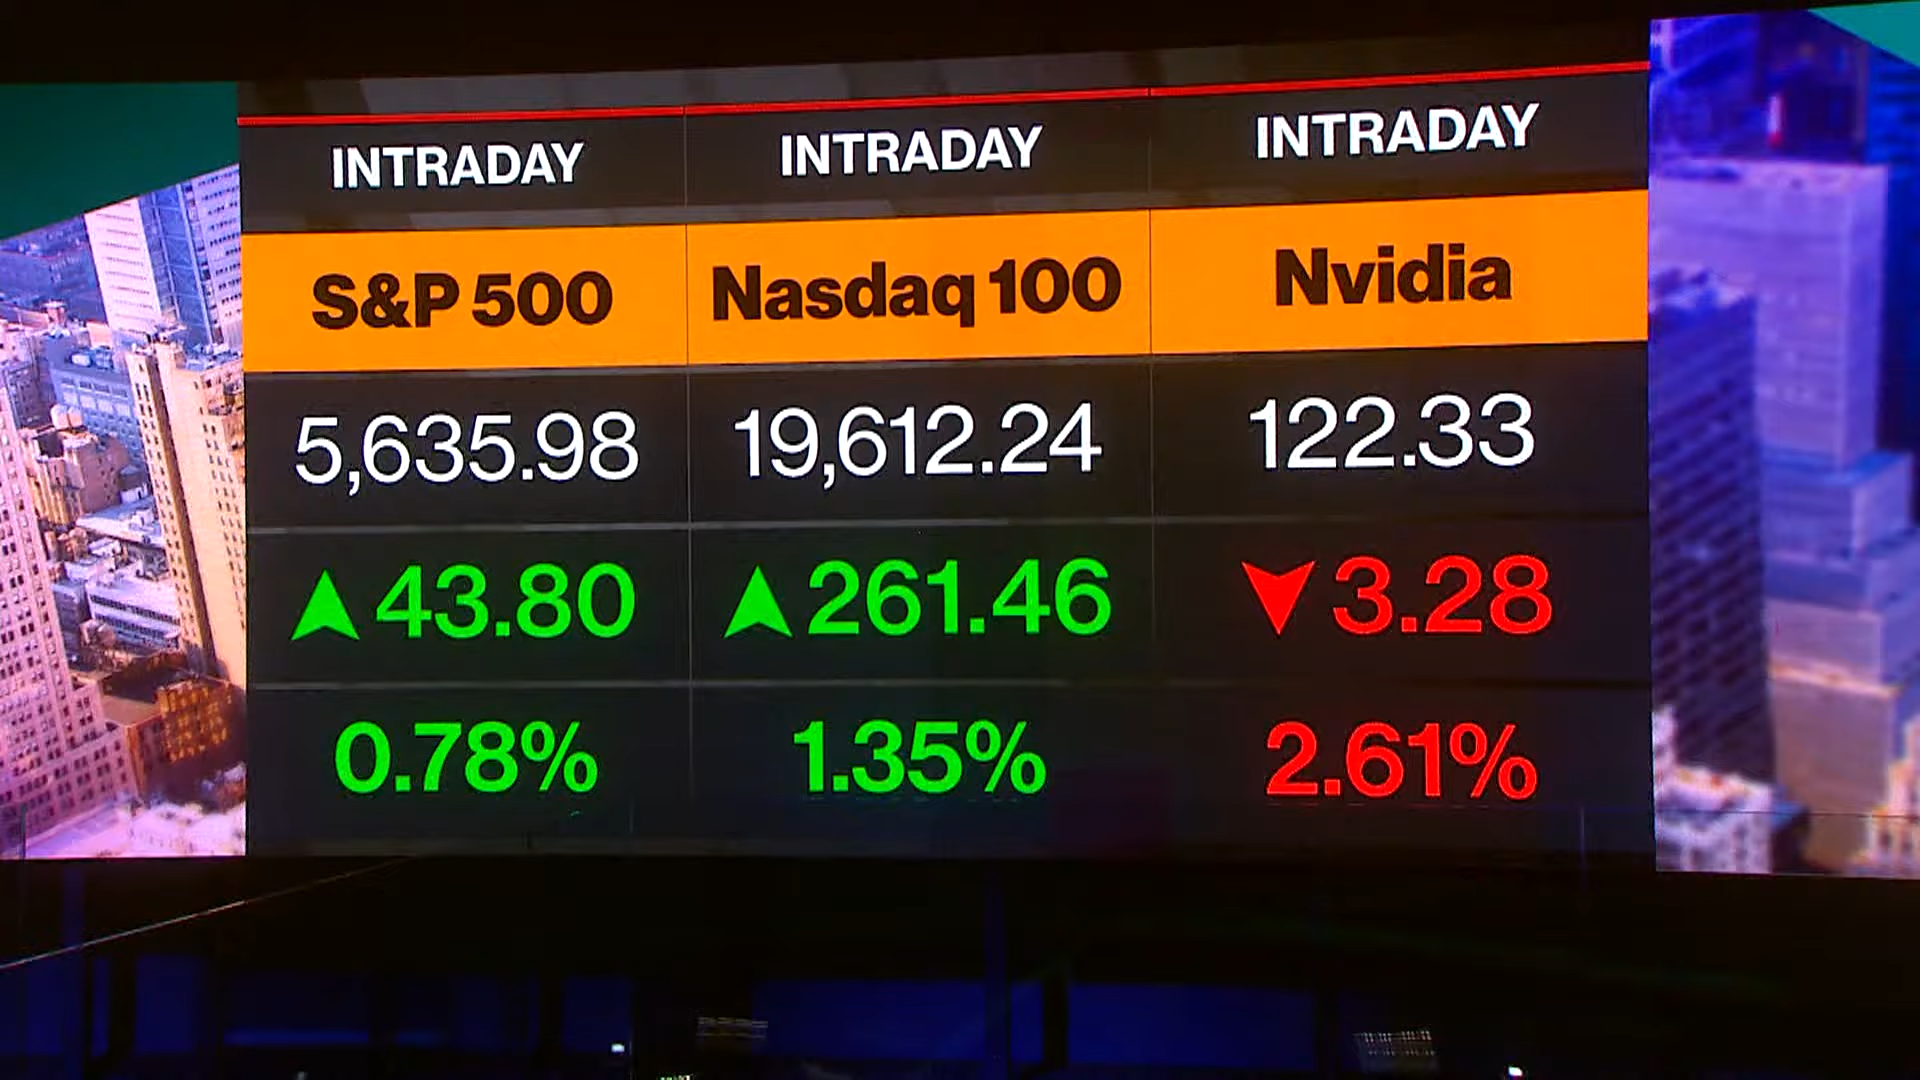 INTRADAY INTRADAY INTRADAY
S&P 500 Nasdaq 100 Nvidia
5,635.98 19,612.24 122.33
▲43.80 ▲261.46 ▼3.28
0.78% 1.35% 2.61%